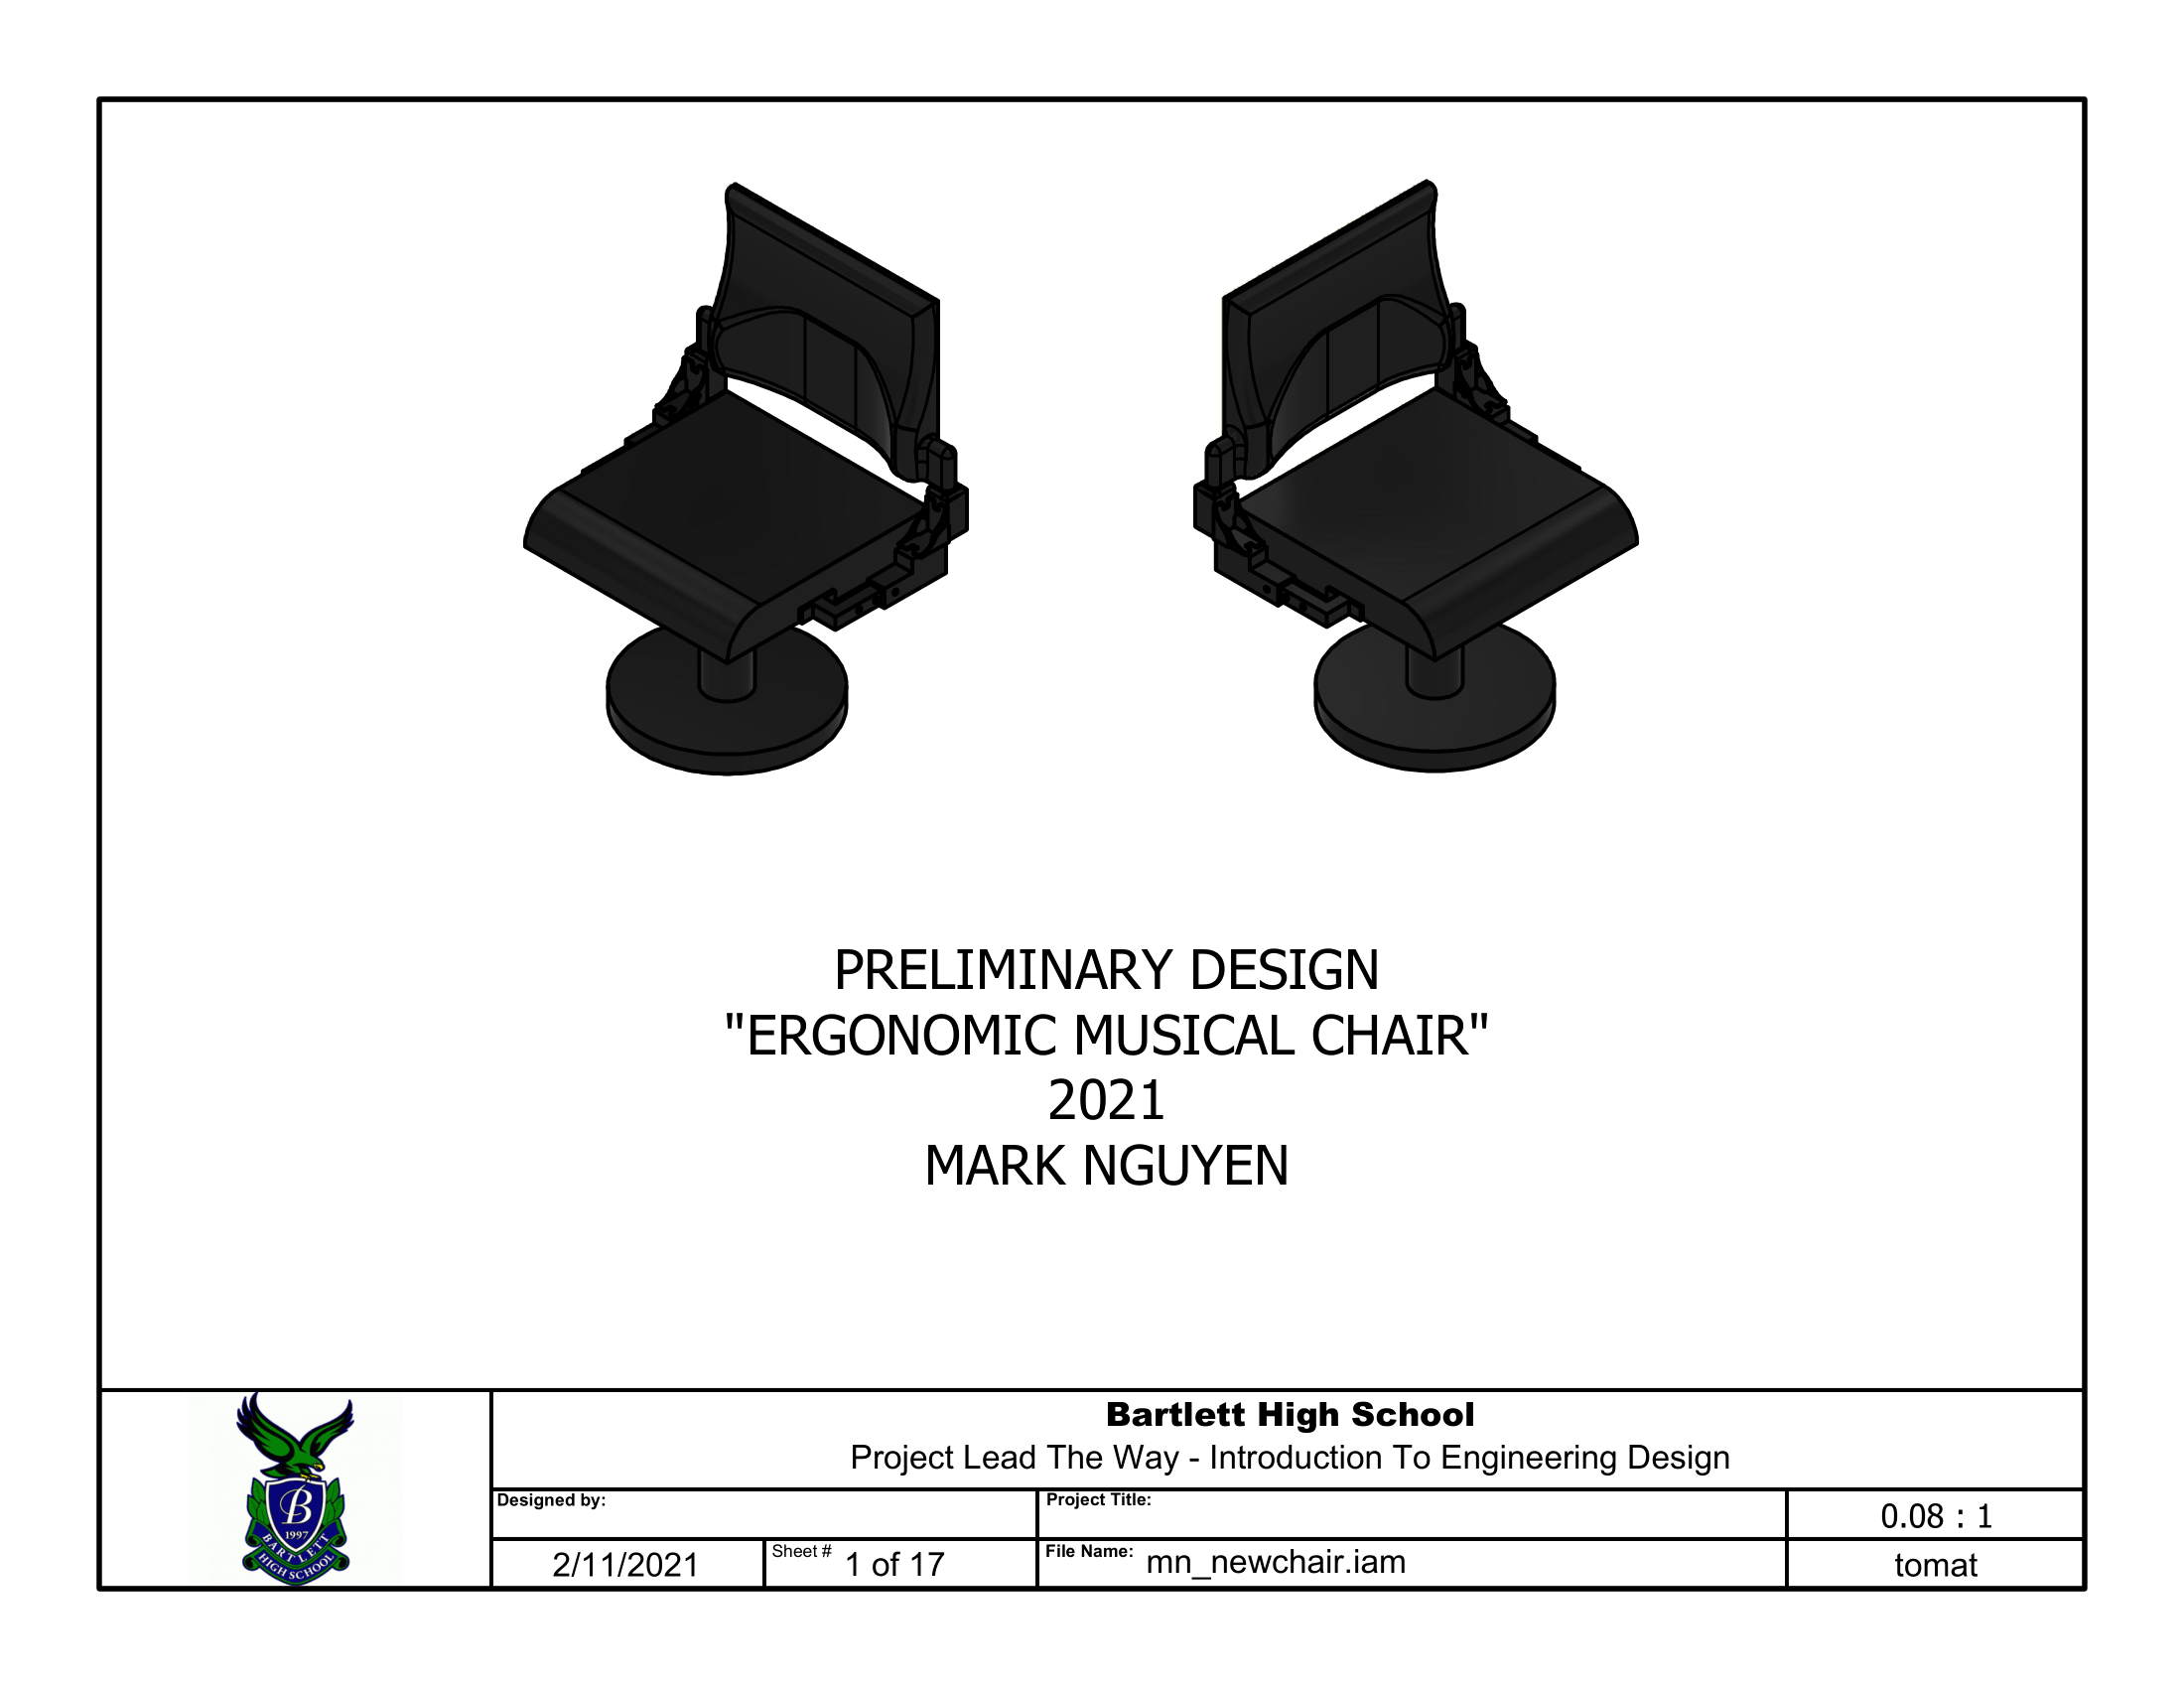 PRELIMINARY DESIGN
"ERGONOMIC MUSICAL CHAIR"
2021
MARK NGUYEN
Bartlett High School
Project Lead The Way - Introduction To Engineering Design
Designed by:
Project Title:
0.08 : 1
2/11/2021
Sheet # 1 of 17
File Name: mn_newchair.iam
tomat
B
1997
BARTLETT
HIGH SCHOOL